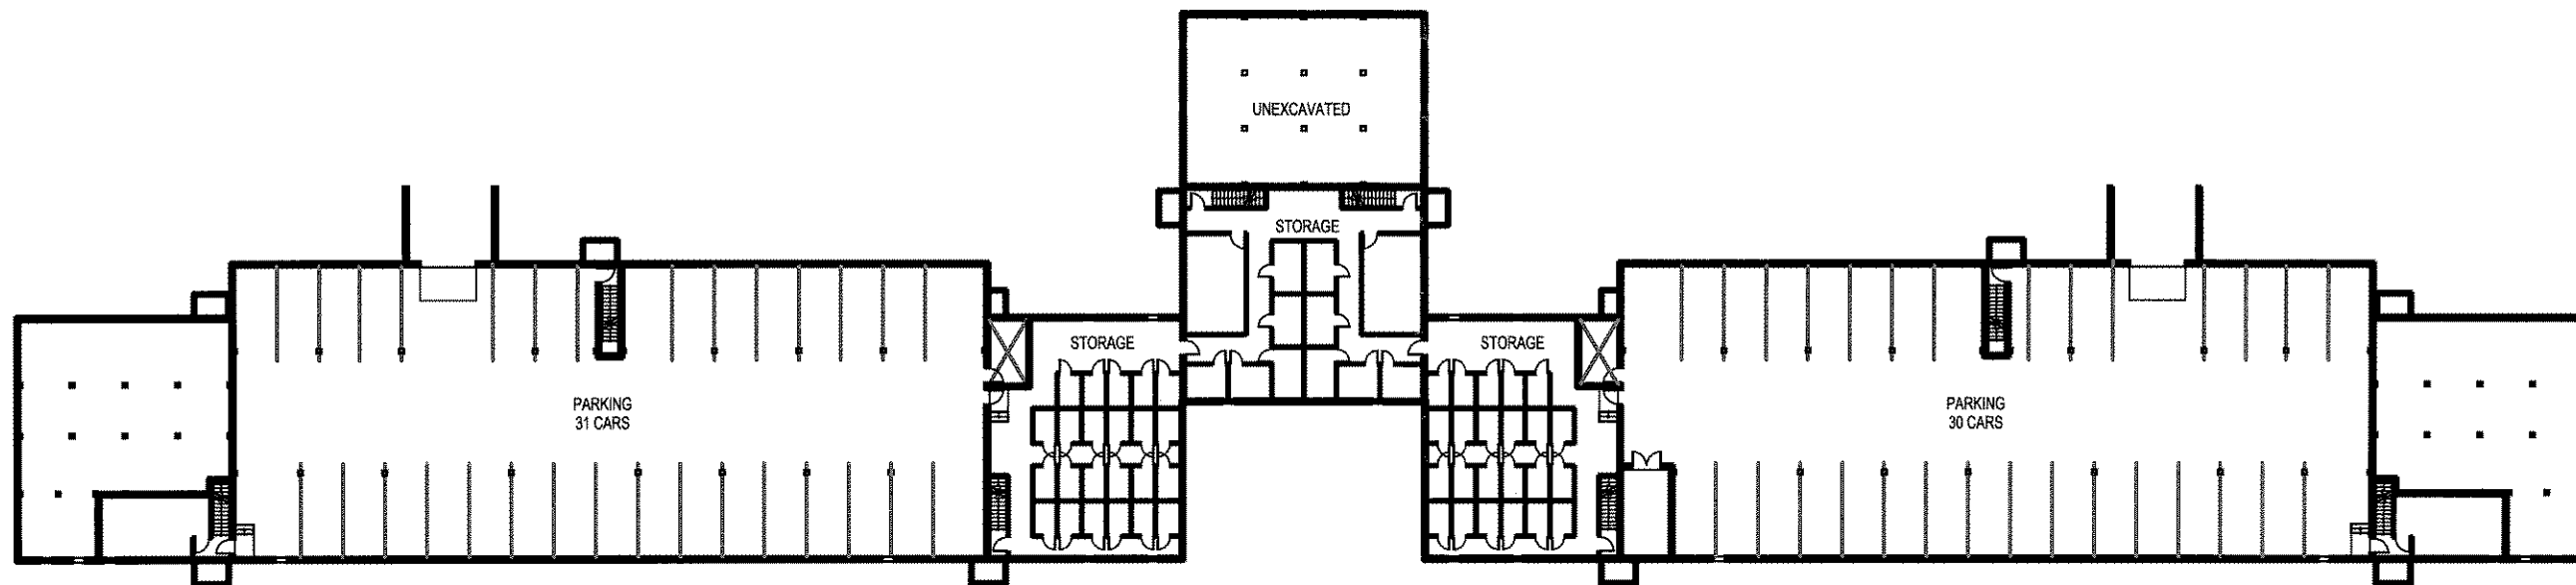 UNEXCAVATED
STORAGE
STORAGE
STORAGE
PARKING
31 CARS
PARKING
30 CARS